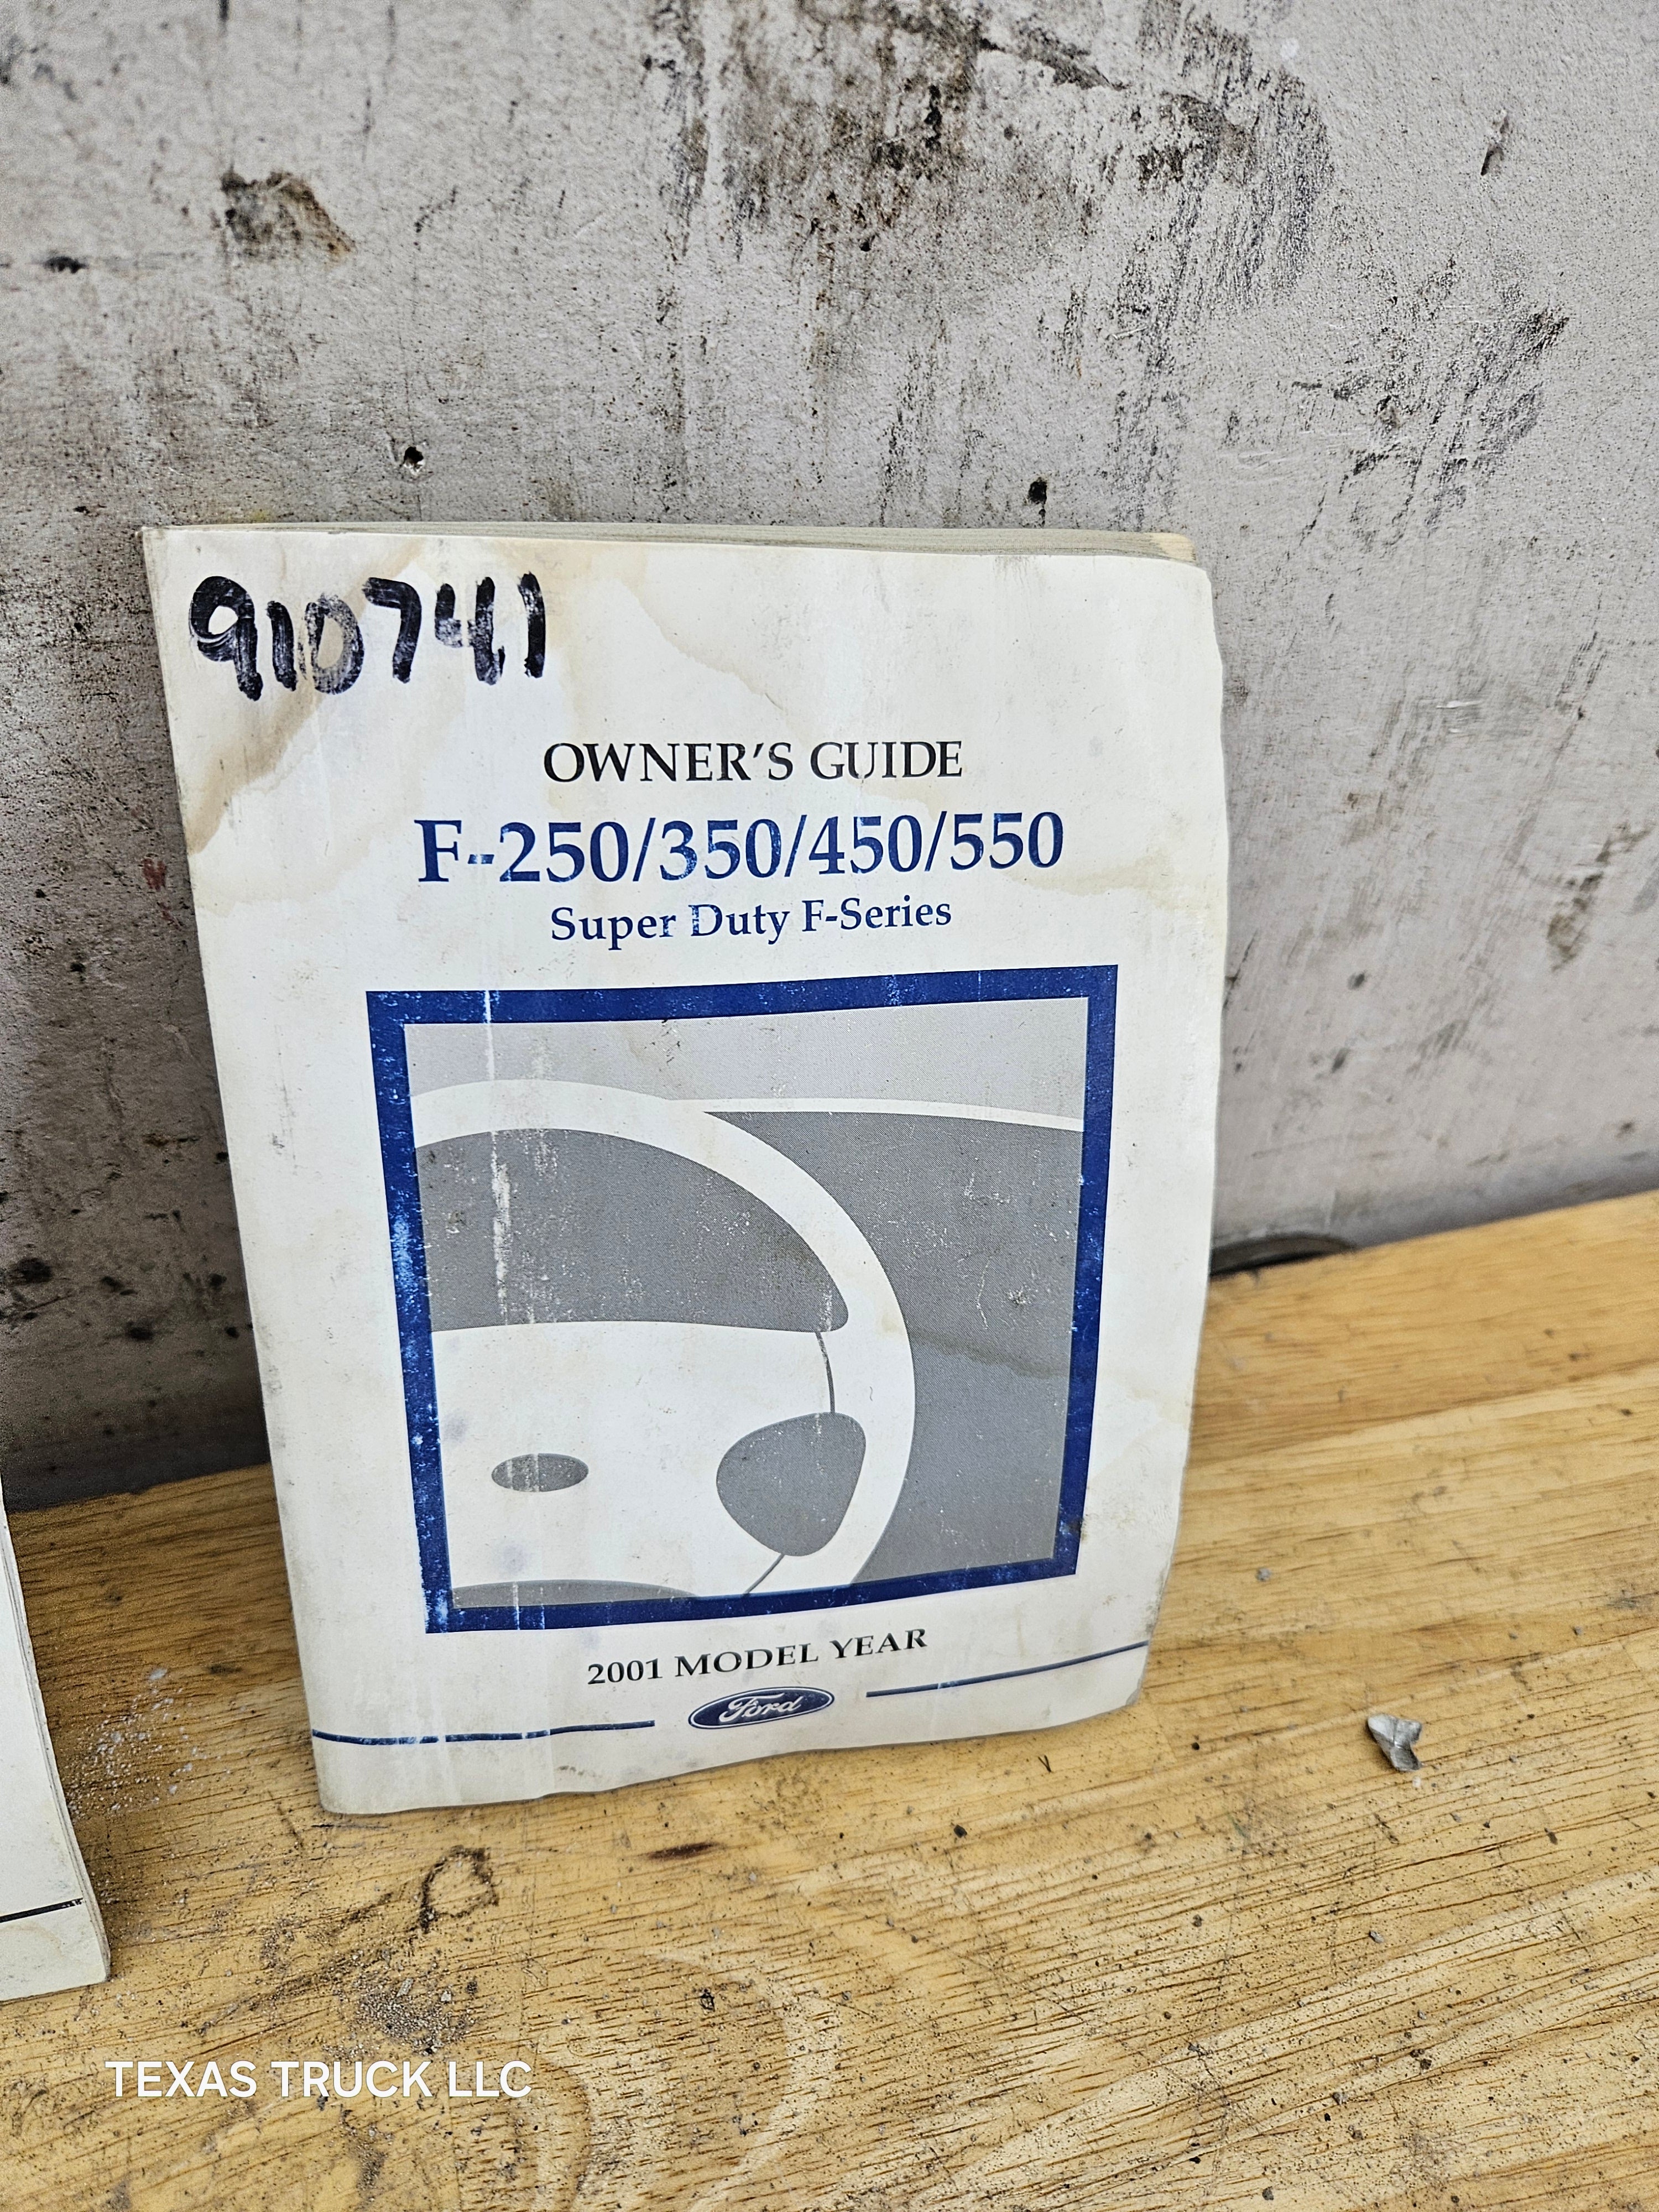 910741
OWNER'S GUIDE
F-250/350/450/550
Super Duty F-Series
2001 MODEL YEAR
Ford
TEXAS TRUCK LLC